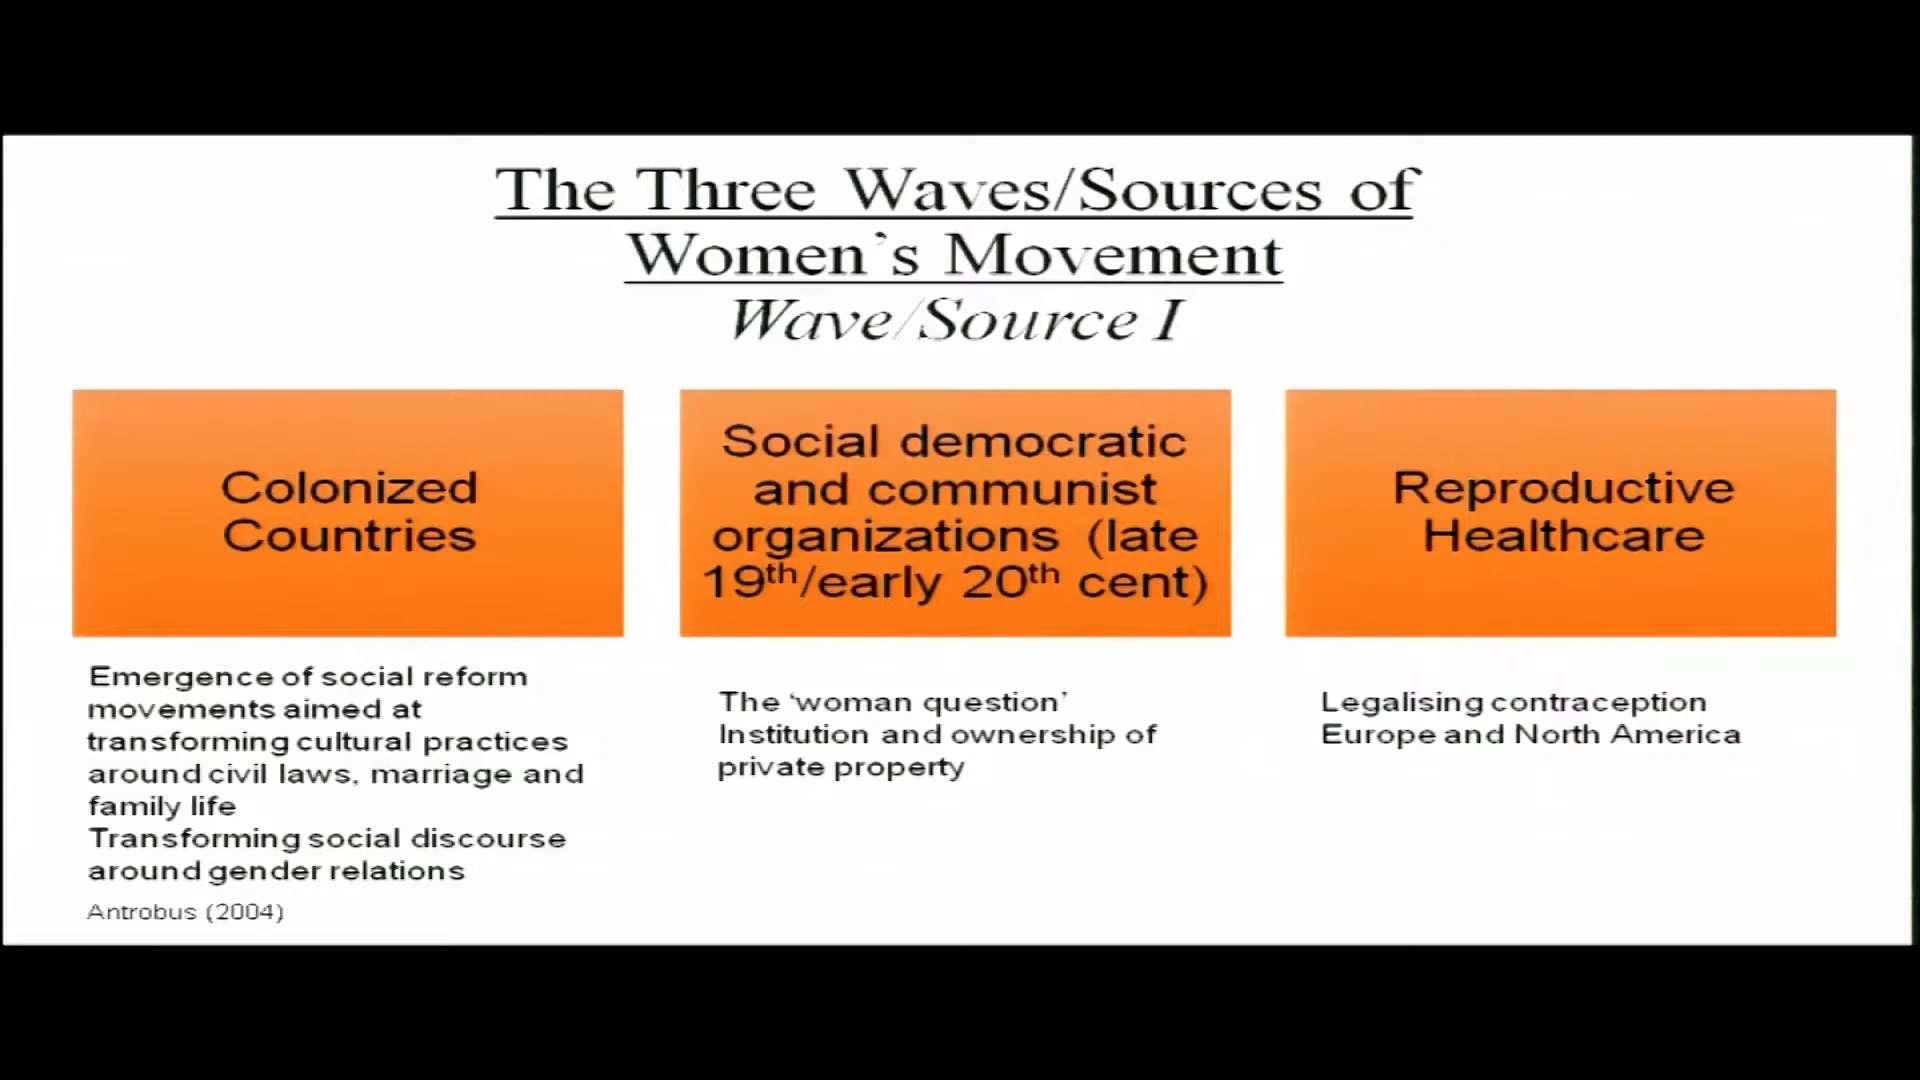 The Three Waves/Sources of
Women's Movement
Wave/Source I
Colonized
Countries
Social democratic
and communist
organizations (late
19th/early 20th cent)
Reproductive
Healthcare
Emergence of social reform
movements aimed at
transforming cultural practices
around civil laws, marriage and
family life
Transforming social discourse
around gender relations
Antrobus (2004)
The ‘woman question’
Institution and ownership of
private property
Legalising contraception
Europe and North America